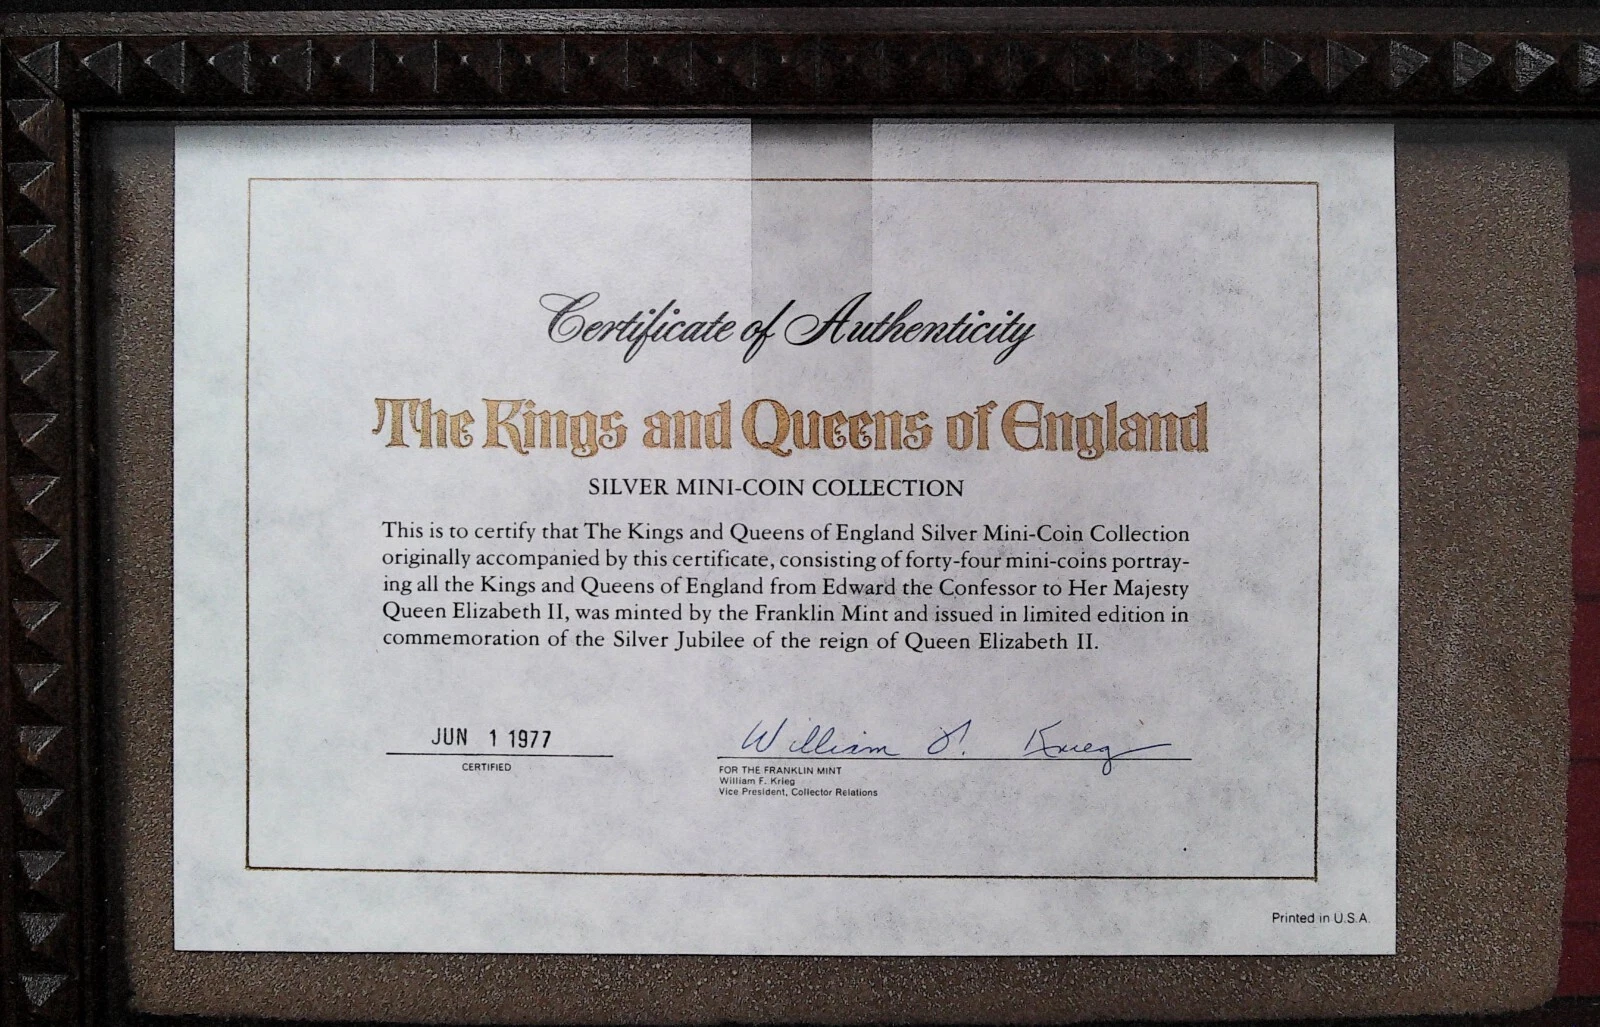 Certificate of Authenticity
The Kings and Queens of England
SILVER MINI-COIN COLLECTION
This is to certify that The Kings and Queens of England Silver Mini-Coin Collection
originally accompanied by this certificate, consisting of forty-four mini-coins portray-
ing all the Kings and Queens of England from Edward the Confessor to Her Majesty
Queen Elizabeth II, was minted by the Franklin Mint and issued in limited edition in
commemoration of the Silver Jubilee of the reign of Queen Elizabeth II.
JUN 1 1977
CERTIFIED
William F. Krieg
FOR THE FRANKLIN MINT
William F. Krieg
Vice President, Collector Relations
Printed in U.S.A.